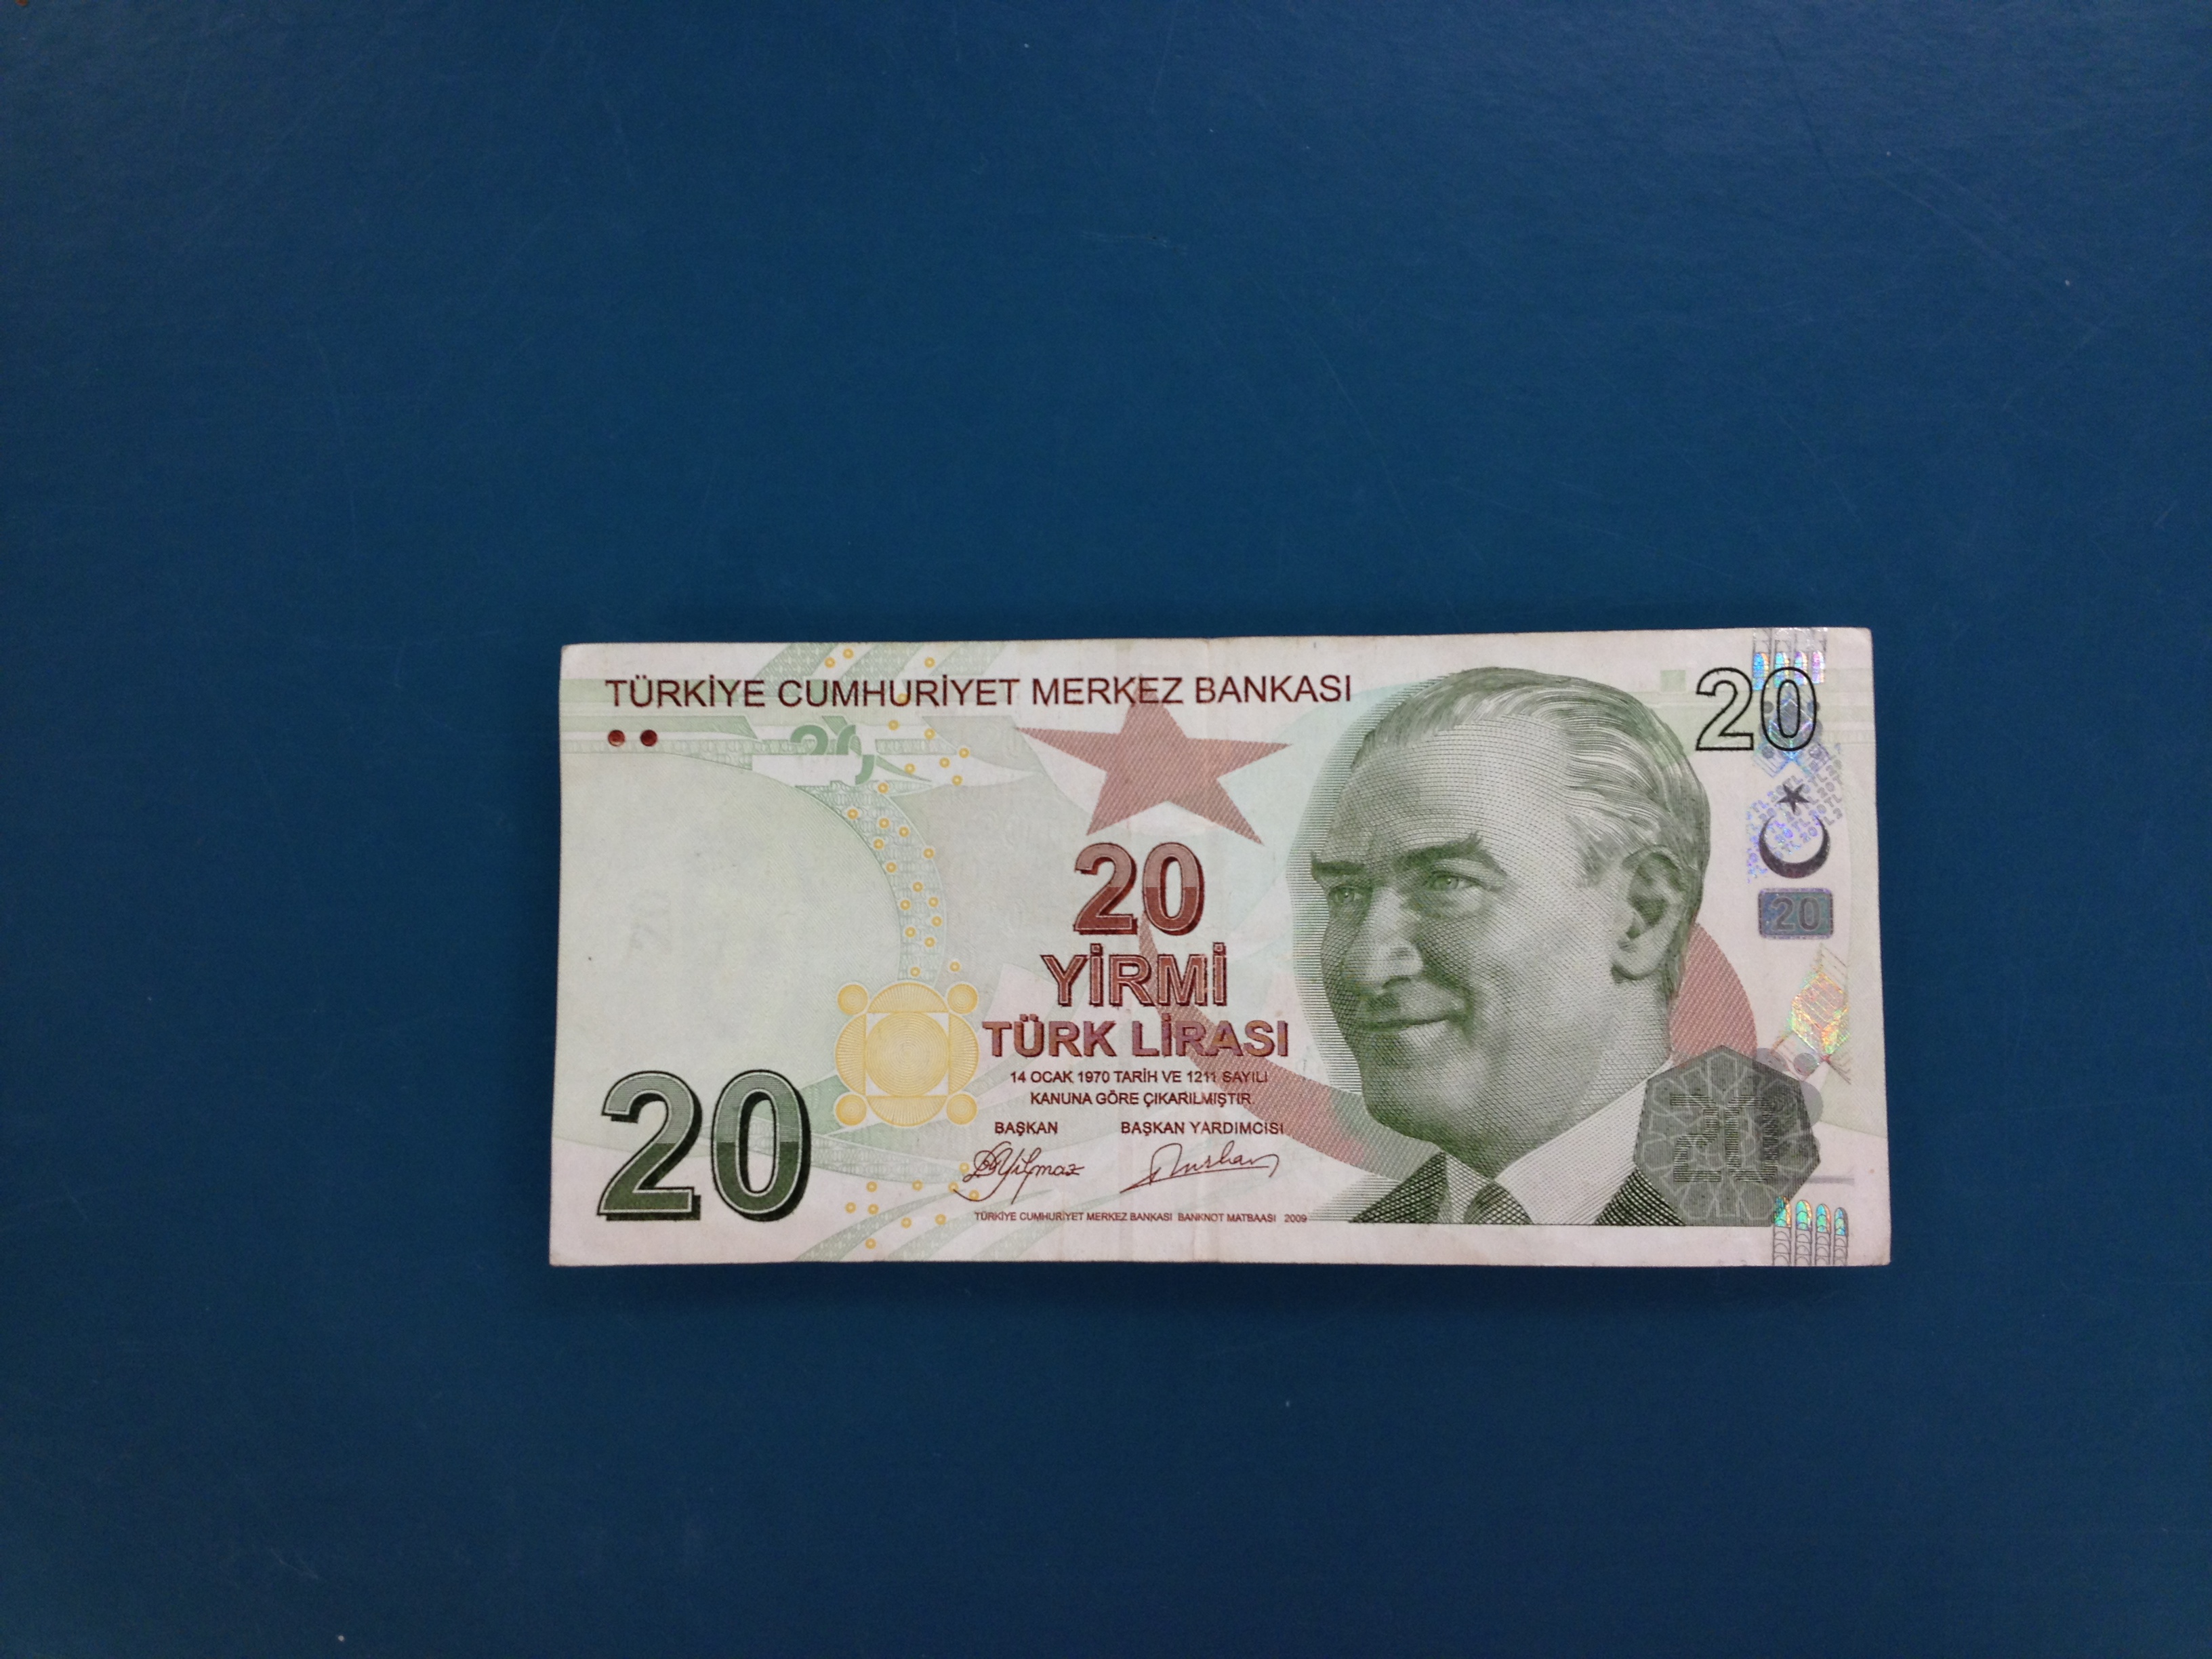 TÜRKİYE CUMHURİYET MERKEZ BANKASI
20
20
20
YİRMİ
TÜRK LİRASI
14 OCAK 1970 TARİH VE 1211 SAYILI
KANUNA GÖRE ÇIKARILMIŞTIR
BAŞKAN BAŞKAN YARDIMCISI
TÜRKİYE CUMHURİYET MERKEZ BANKASI BANKNOT MATBAASI 2009
20
TL